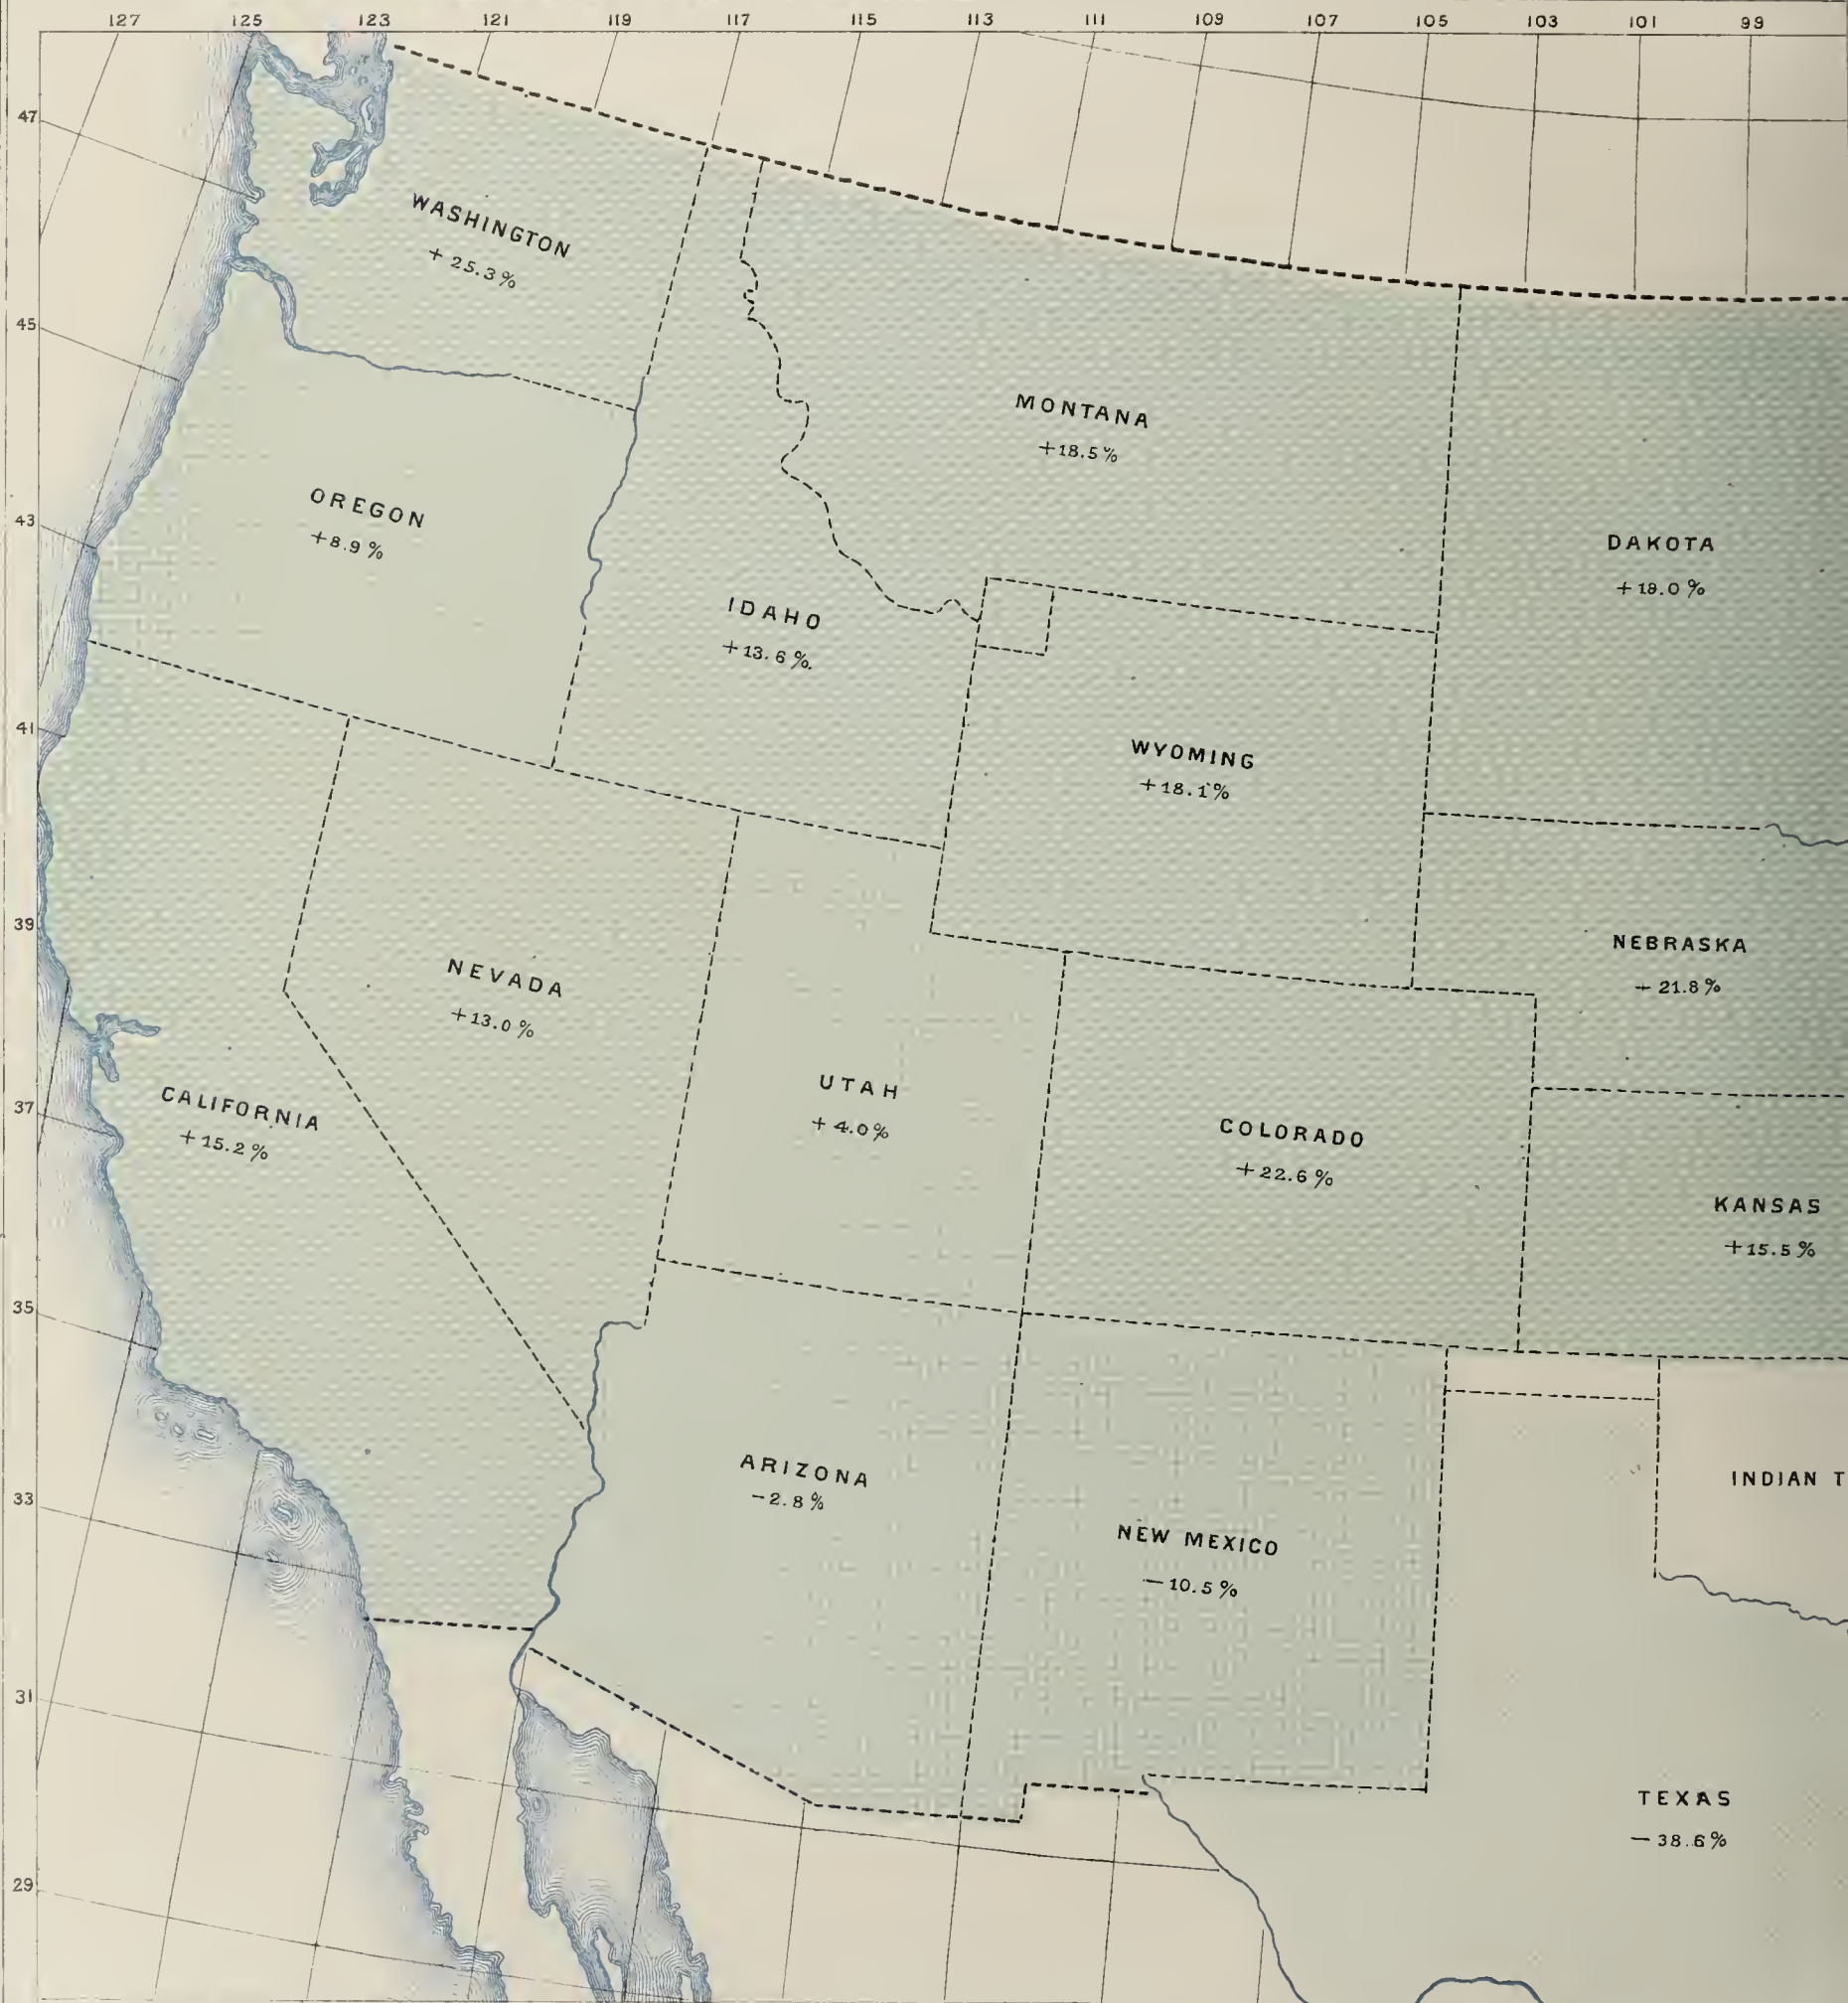 127 125 123 121 119 117 115 113 111 109 107 105 103 101 99
47
WASHINGTON
+ 25.3%
45
MONTANA
+18.5%
OREGON
+8.9%
43
DAKOTA
IDAHO
+13.6%.
41
WYOMING
+18.1%
39
NEBRASKA
21.8%
NEVADA
+13.0%
37
CALIFORNIA
+15.2%
UTAH
+ 4.0%
COLORADO
+22.6%
KANSAS
+15.5%
35
ARIZONA
-2.8%
33
INDIAN T
NEW MEXICO
— 10.5%
31
TEXAS
— 38.6%
29